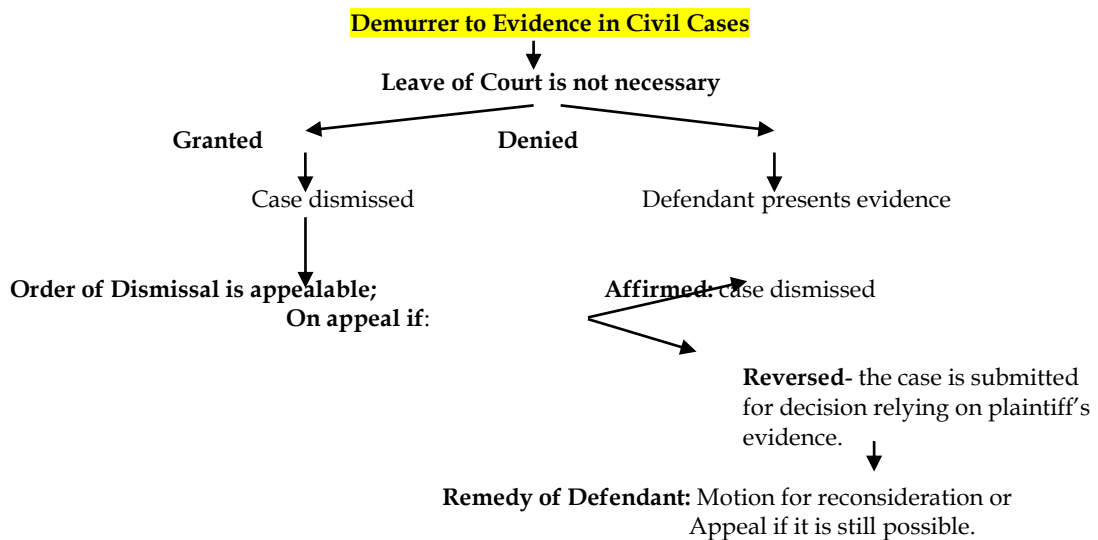 Demurrer to Evidence in Civil Cases
Leave of Court is not necessary
Granted
Denied
Case dismissed
Defendant presents evidence
Order of Dismissal is appealable;
On appeal if:
Affirmed: case dismissed
Reversed- the case is submitted
for decision relying on plaintiff’s
evidence.
Remedy of Defendant: Motion for reconsideration or
Appeal if it is still possible.